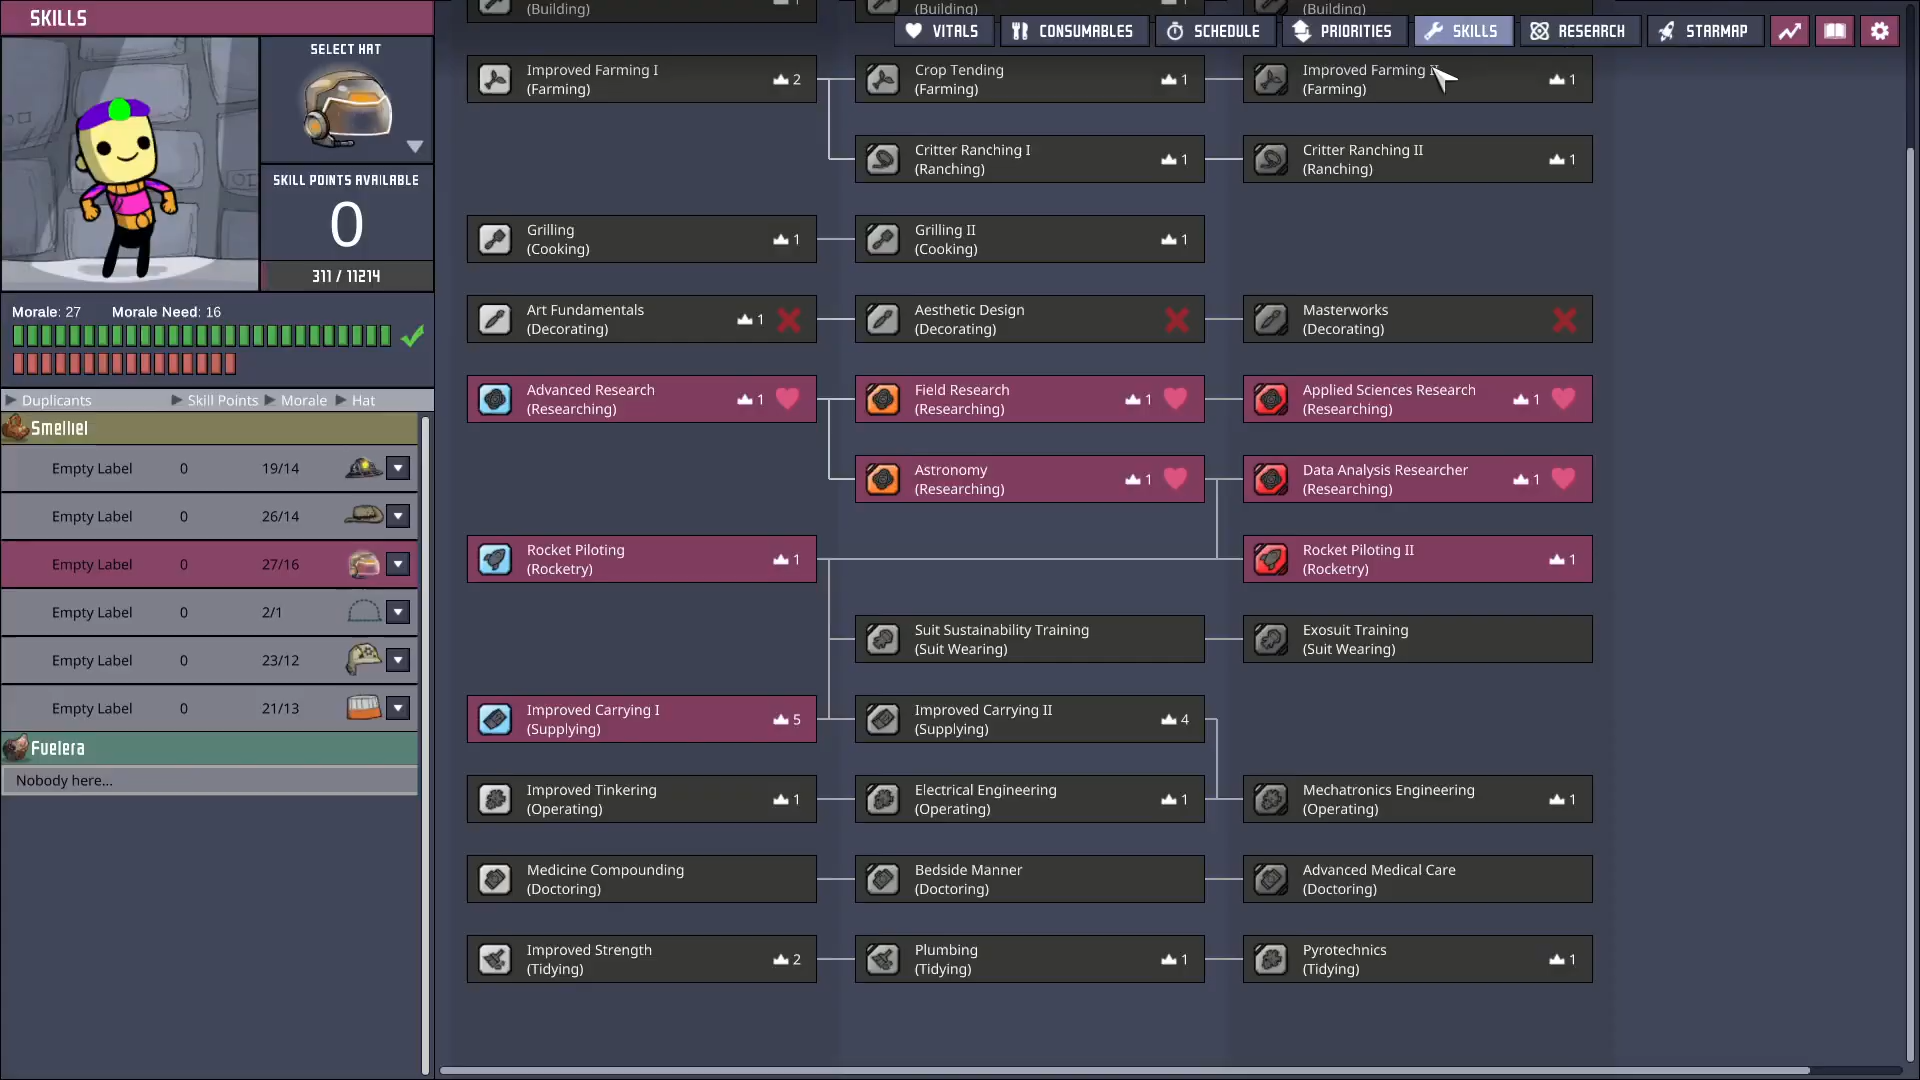 SKILLS
VITALS
CONSUMABLES
SCHEDULE
PRIORITIES
SKILLS
RESEARCH
STARMAP
SELECT HAT
SKILL POINTS AVAILABLE
0
311 / 11214
Morale: 27 Morale Need: 16
Duplicants Skill Points Morale Hat
Smelliel
Empty Label 0 19/14
Empty Label 0 26/14
Empty Label 0 27/16
Empty Label 0 2/1
Empty Label 0 23/12
Empty Label 0 21/13
Fuelera
Nobody here...
(Building)
(Building)
(Building)
Improved Farming I
(Farming)
2
Crop Tending
(Farming)
1
Improved Farming II
(Farming)
1
Critter Ranching I
(Ranching)
1
Critter Ranching II
(Ranching)
1
Grilling
(Cooking)
1
Grilling II
(Cooking)
1
Art Fundamentals
(Decorating)
1
Aesthetic Design
(Decorating)
Masterworks
(Decorating)
Advanced Research
(Researching)
1
Field Research
(Researching)
1
Applied Sciences Research
(Researching)
1
Astronomy
(Researching)
1
Data Analysis Researcher
(Researching)
1
Rocket Piloting
(Rocketry)
1
Rocket Piloting II
(Rocketry)
1
Suit Sustainability Training
(Suit Wearing)
Exosuit Training
(Suit Wearing)
Improved Carrying I
(Supplying)
5
Improved Carrying II
(Supplying)
4
Improved Tinkering
(Operating)
1
Electrical Engineering
(Operating)
1
Mechatronics Engineering
(Operating)
1
Medicine Compounding
(Doctoring)
Bedside Manner
(Doctoring)
Advanced Medical Care
(Doctoring)
Improved Strength
(Tidying)
2
Plumbing
(Tidying)
1
Pyrotechnics
(Tidying)
1